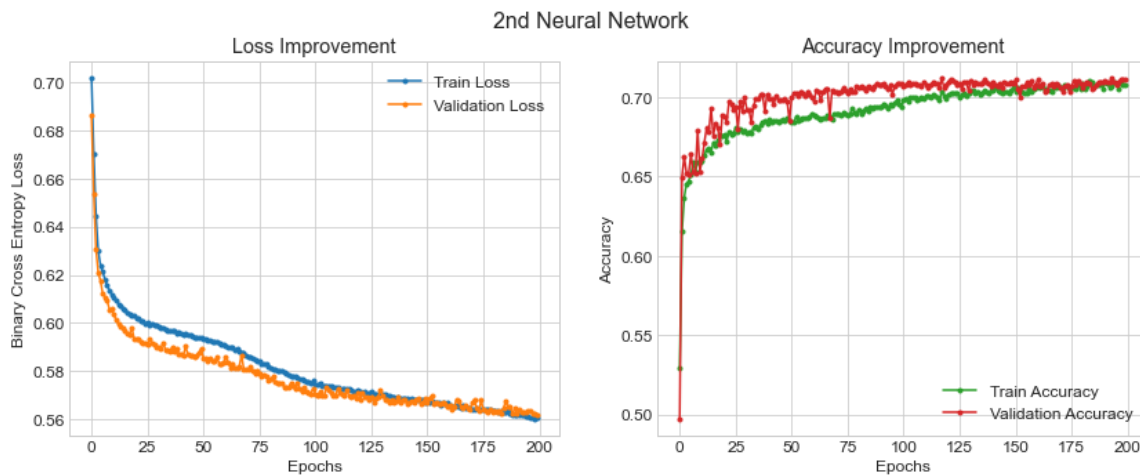 2nd Neural Network
Loss Improvement
Binary Cross Entropy Loss
0.70
0.68
0.66
0.64
0.62
0.60
0.58
0.56
Train Loss
Validation Loss
0 25 50 75 100 125 150 175 200
Epochs
Accuracy Improvement
Accuracy
0.70
0.65
0.60
0.55
0.50
Train Accuracy
Validation Accuracy
0 25 50 75 100 125 150 175 200
Epochs